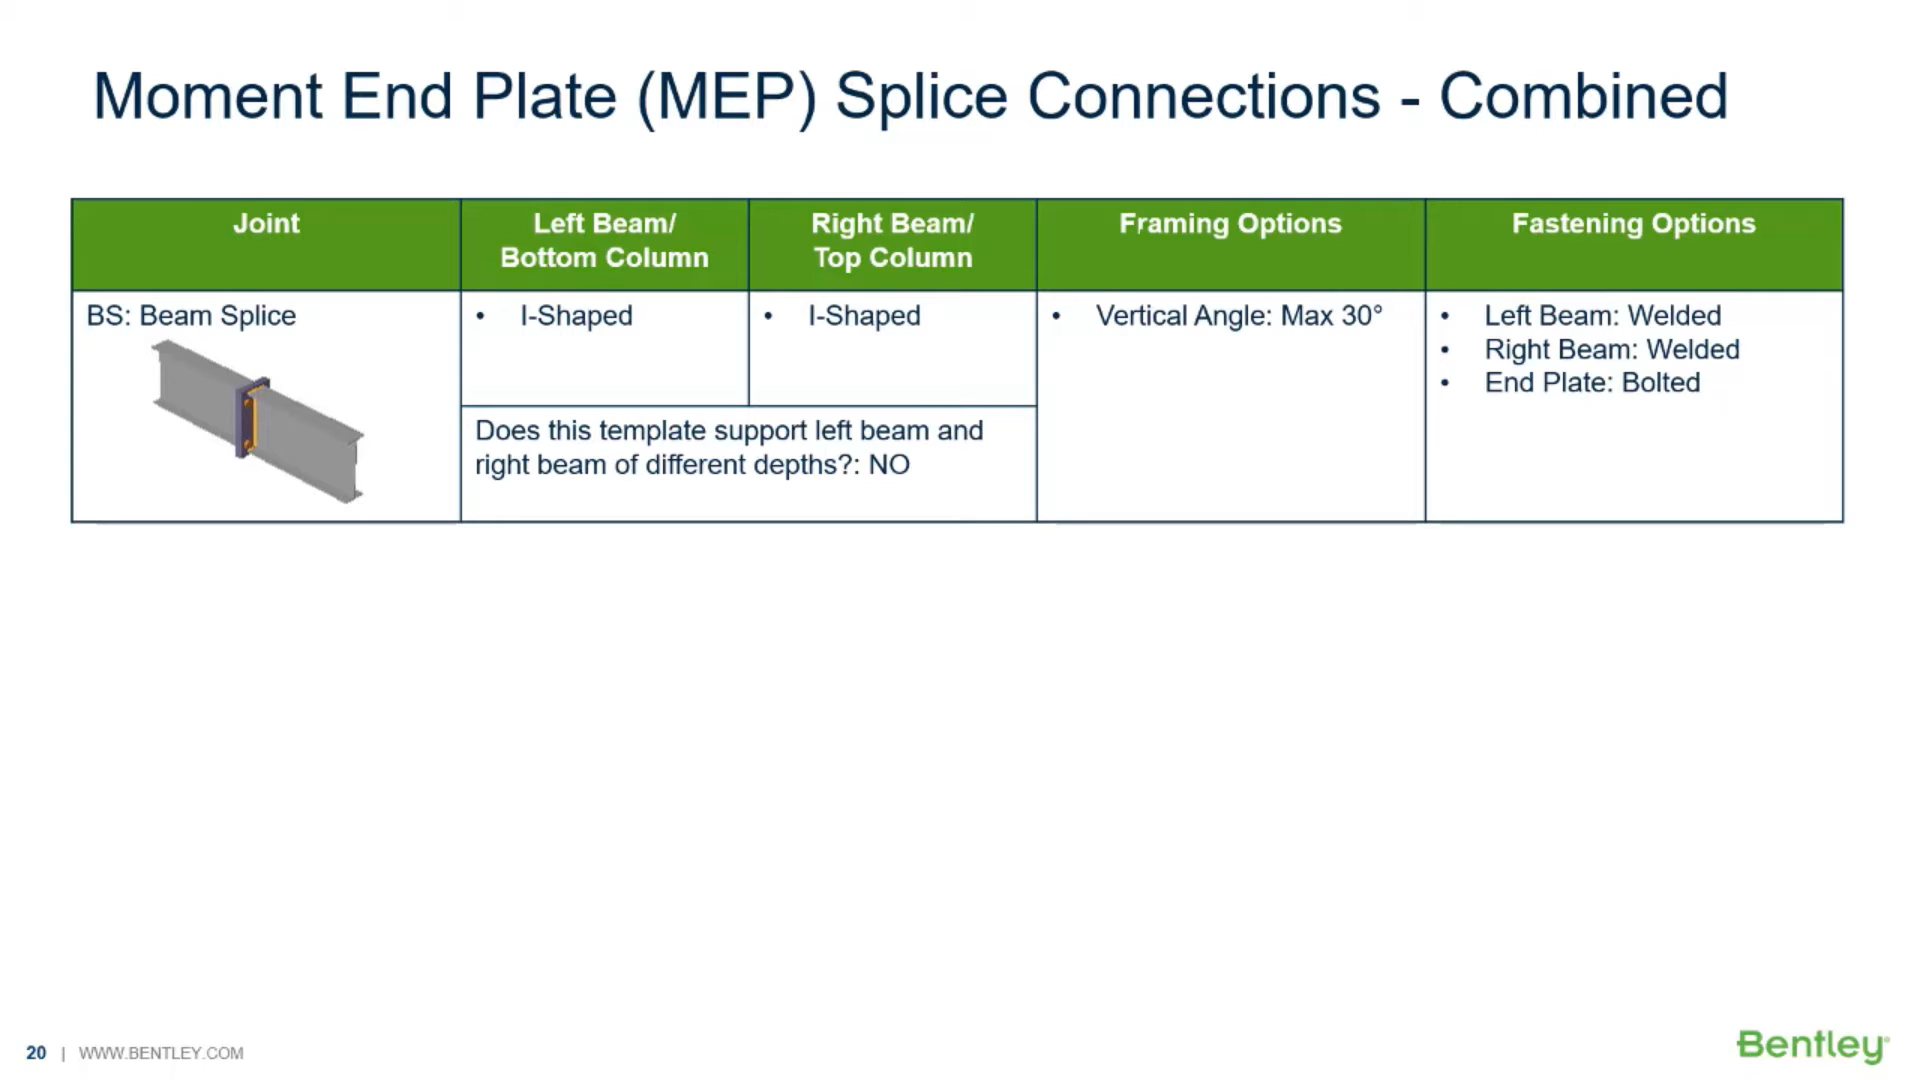 Moment End Plate (MEP) Splice Connections - Combined
Joint
Left Beam/
Bottom Column
Right Beam/
Top Column
Framing Options
Fastening Options
BS: Beam Splice
• I-Shaped
• I-Shaped
• Vertical Angle: Max 30°
• Left Beam: Welded
• Right Beam: Welded
• End Plate: Bolted
Does this template support left beam and
right beam of different depths?: NO
20 | WWW.BENTLEY.COM
Bentley